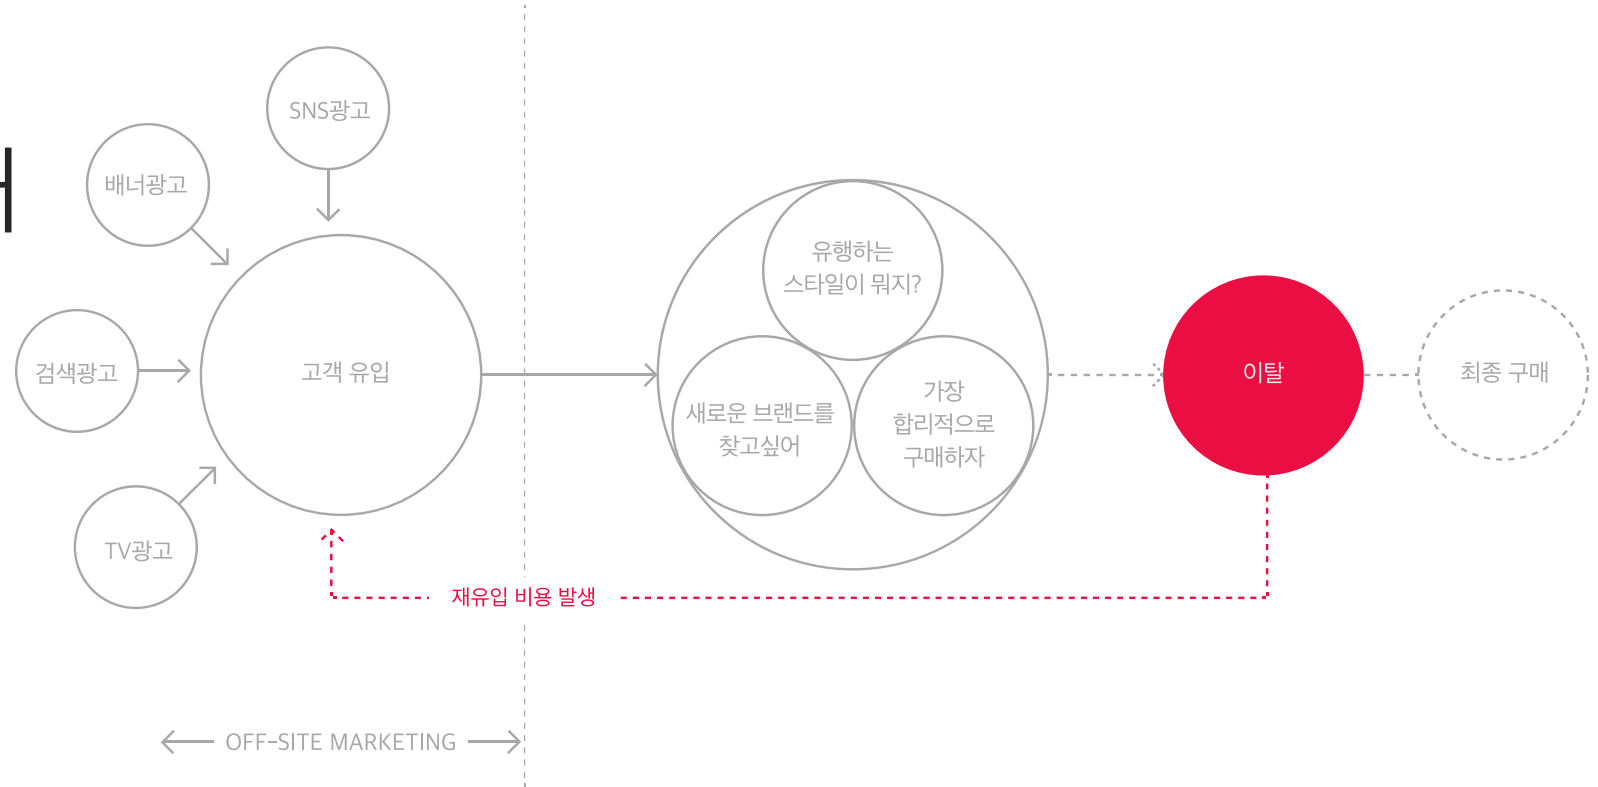 SNS광고
배너광고
검색광고
TV광고
고객 유입
유행하는
스타일이 뭐지?
새로운 브랜드를
찾고싶어
가장
합리적으로
구매하자
이탈
최종 구매
재유입 비용 발생
OFF-SITE MARKETING